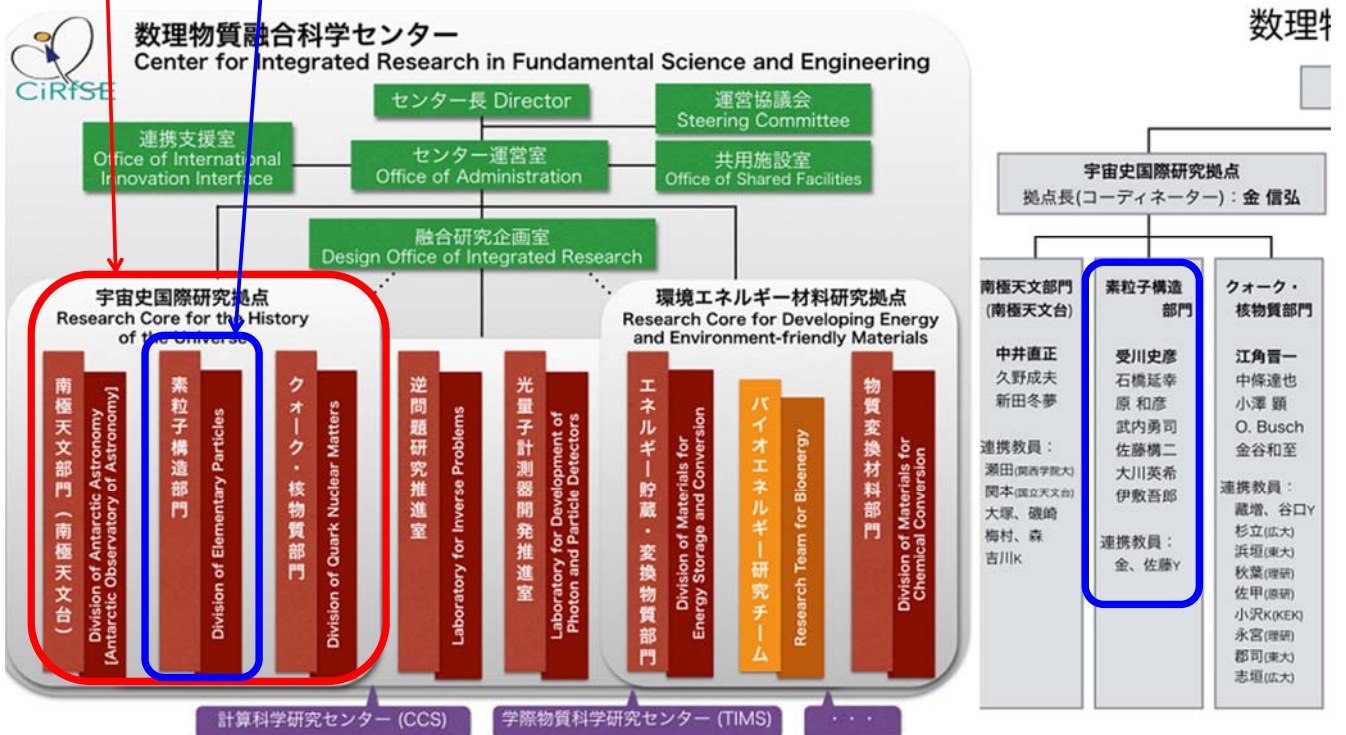 CiRfSE
数理物質融合科学センター
Center for Integrated Research in Fundamental Science and Engineering
センター長 Director
運営協議会
Steering Committee
連携支援室
Office of International
Innovation Interface
センター運営室
Office of Administration
共用施設室
Office of Shared Facilities
融合研究企画室
Design Office of Integrated Research
宇宙史国際研究拠点
Research Core for the History
of the Universe
環境エネルギー材料研究拠点
Research Core for Developing Energy
and Environment-friendly Materials
南極天文部門（南極天文台）
Division of Antarctic Astronomy
[Antarctic Observatory of Astronomy]
素粒子構造部門
Division of Elementary Particles
クォーク・核物質部門
Division of Quark Nuclear Matters
逆問題研究推進室
Laboratory for Inverse Problems
光量子計測器開発推進室
Laboratory for Development of
Photon and Particle Detectors
エネルギー貯蔵・変換物質部門
Division of Materials for
Energy Storage and Conversion
バイオエネルギー研究チーム
Research Team for Bioenergy
物質変換材料部門
Division of Materials for
Chemical Conversion
計算科学研究センター (CCS)
学際物質科学研究センター (TIMS)
・・・
数理
宇宙史国際研究拠点
拠点長(コーディネーター)：金 信弘
南極天文部門
(南極天文台)
中井直正
久野成夫
新田冬夢
連携教員：
瀬田(関西学院大)
関本(国立天文台)
大塚、磯崎
梅村、森
吉川K
素粒子構造
部門
受川史彦
石橋延幸
原 和彦
武内勇司
佐藤構二
大川英希
伊敷吾郎
連携教員：
金、佐藤Y
クォーク・
核物質部門
江角晋一
中條達也
小澤 顕
O. Busch
金谷和至
連携教員：
蔵増、谷口Y
杉立(広大)
浜垣(東大)
秋葉(理研)
佐甲(原研)
小沢K(KEK)
永宮(理研)
郡司(東大)
志垣(広大)